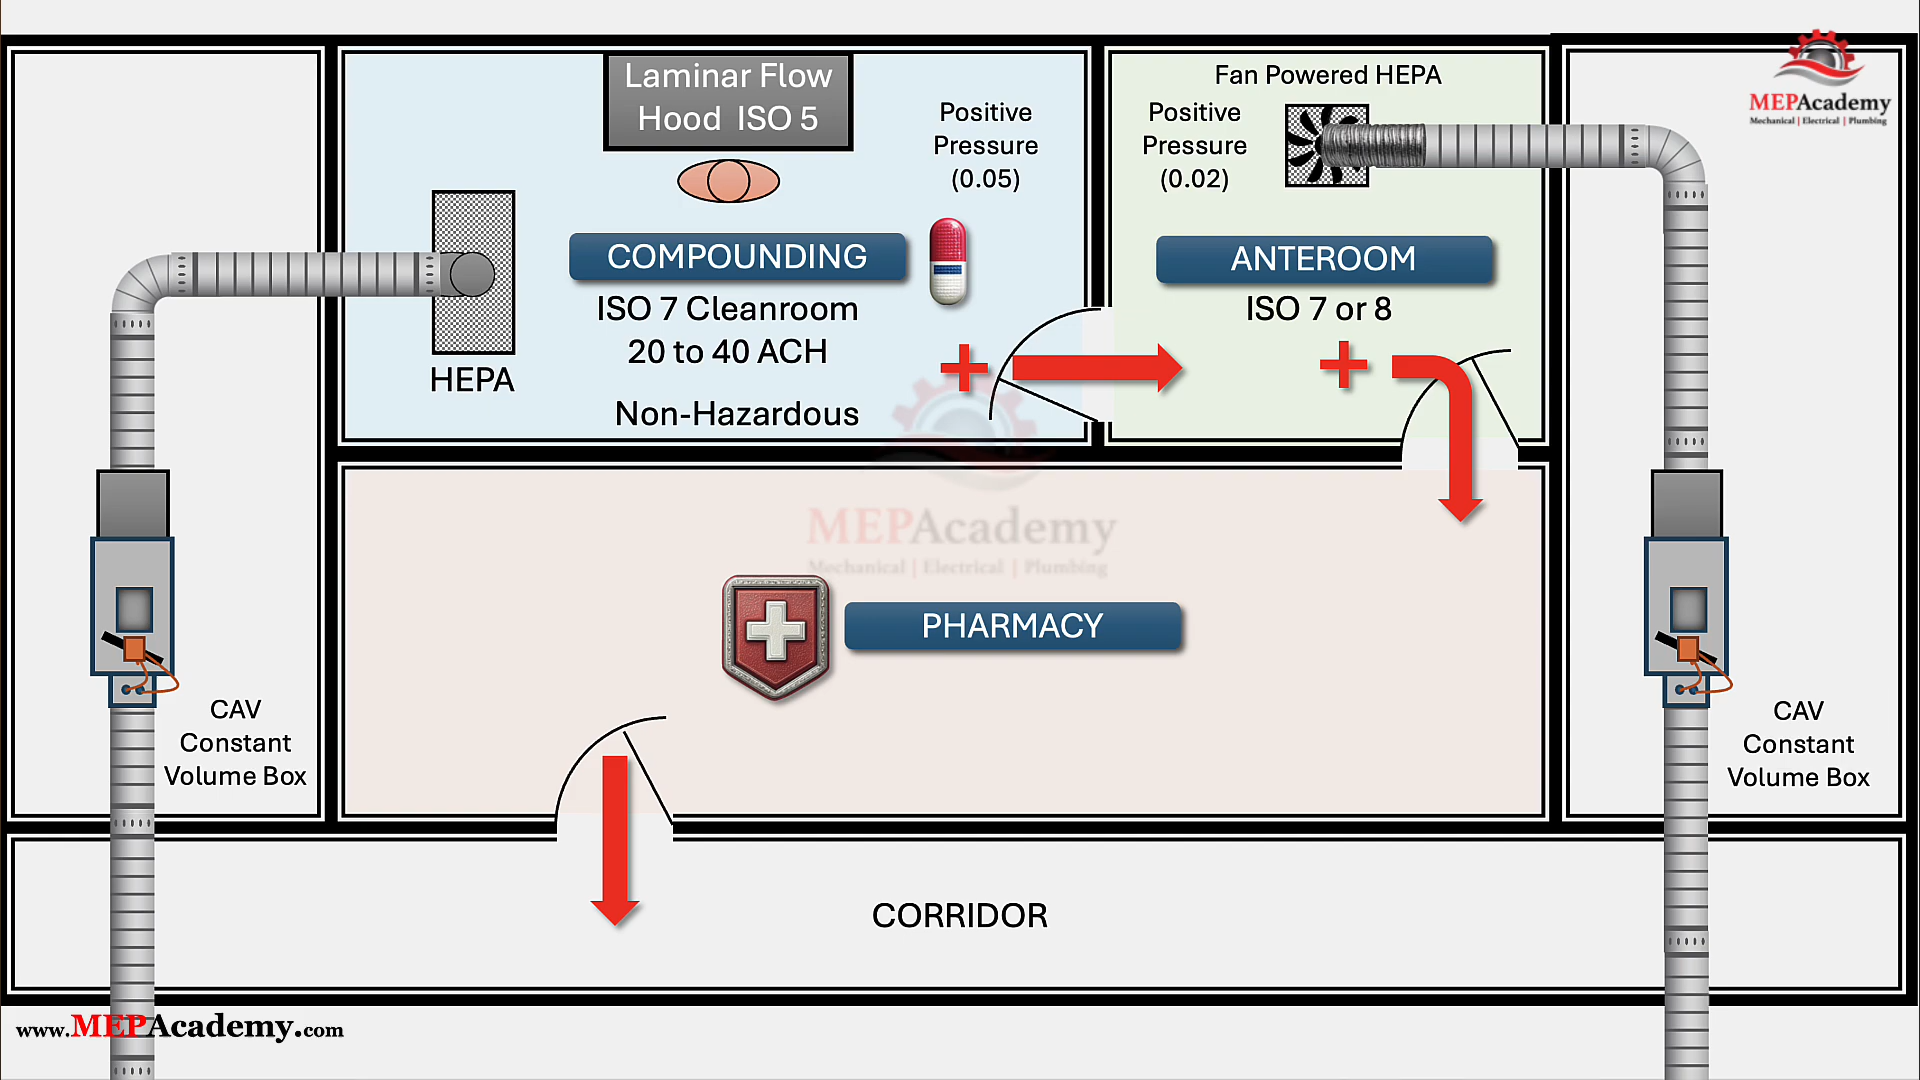 Laminar Flow
Hood ISO 5
Positive
Pressure
(0.05)
Fan Powered HEPA
Positive
Pressure
(0.02)
MEPAcademy
Mechanical | Electrical | Plumbing
COMPOUNDING
ISO 7 Cleanroom
20 to 40 ACH
Non-Hazardous
HEPA
ANTEROOM
ISO 7 or 8
MEPAcademy
Mechanical | Electrical | Plumbing
PHARMACY
CAV
Constant
Volume Box
CAV
Constant
Volume Box
CORRIDOR
www.MEPAcademy.com